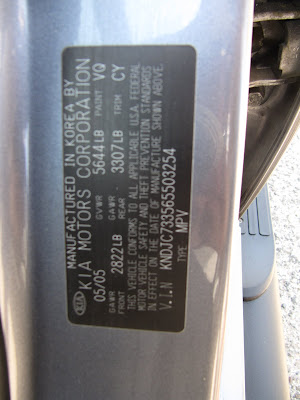 MANUFACTURED IN KOREA BY
KIA MOTORS CORPORATION
05/05 GVWR 5644LB PAINT VQ
GAWR FRONT 2822LB GAWR REAR 3307LB TRIM CY
THIS VEHICLE CONFORMS TO ALL APPLICABLE U.S.A FEDERAL
MOTOR VEHICLE SAFETY AND THEFT PREVENTION STANDARDS
IN EFFECT ON THE DATE OF MANUFACTURE SHOWN ABOVE.
V.I.N KNDJC733565503254
TYPE MPV
KIA